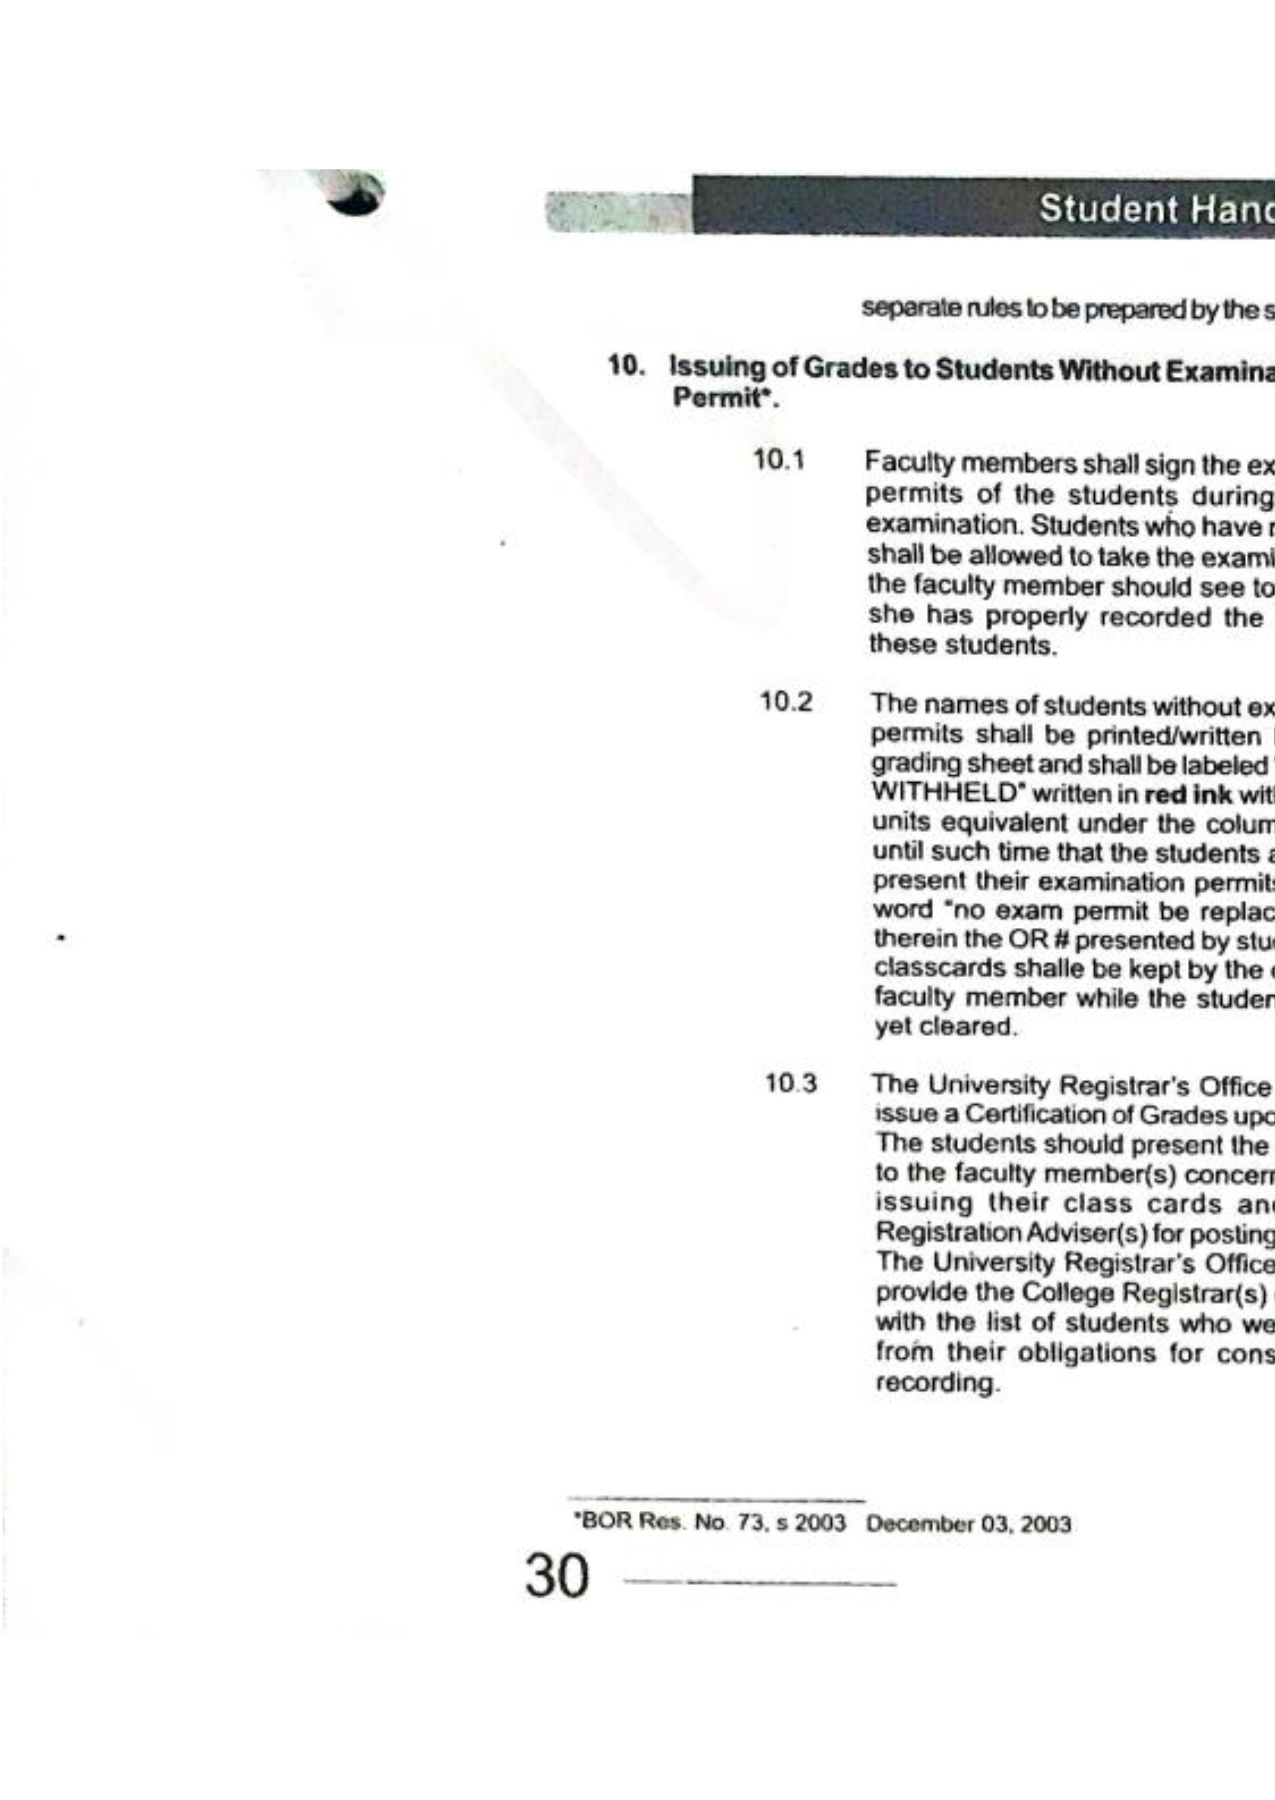 Student Hand
separate rules to be prepared by the s
10. Issuing of Grades to Students Without Examina
Permit*.
10.1 Faculty members shall sign the ex
permits of the students during
examination. Students who have n
shall be allowed to take the exami
the faculty member should see to
she has properly recorded the
these students.
10.2 The names of students without ex
permits shall be printed/written
grading sheet and shall be labeled "
WITHHELD" written in red ink with
units equivalent under the colum
until such time that the students a
present their examination permits
word "no exam permit be replac
therein the OR # presented by stud
classcards shalle be kept by the c
faculty member while the studen
yet cleared.
10.3 The University Registrar's Office
issue a Certification of Grades upo
The students should present the
to the faculty member(s) concern
issuing their class cards and
Registration Adviser(s) for posting
The University Registrar's Office
provide the College Registrar(s)
with the list of students who we
from their obligations for cons
recording.
*BOR Res. No. 73, s 2003 December 03, 2003
30